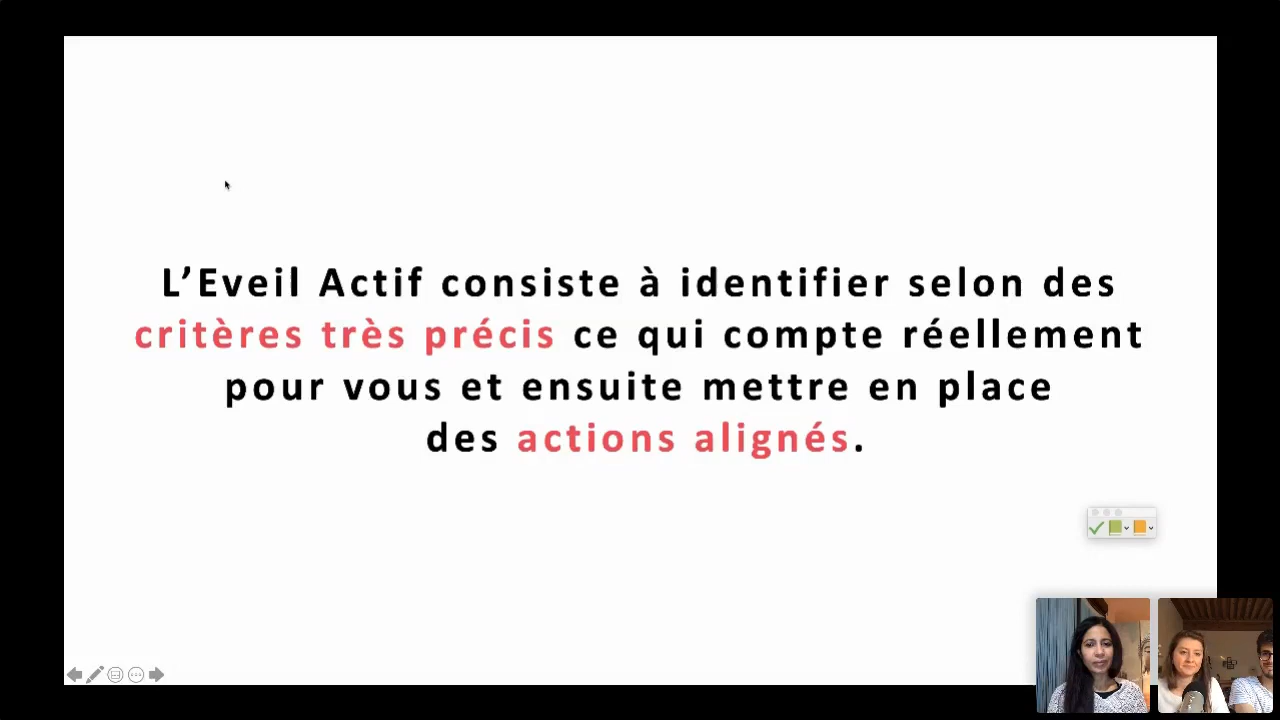 L’Eveil Actif consiste à identifier selon des
critères très précis ce qui compte réellement
pour vous et ensuite mettre en place
des actions alignés.